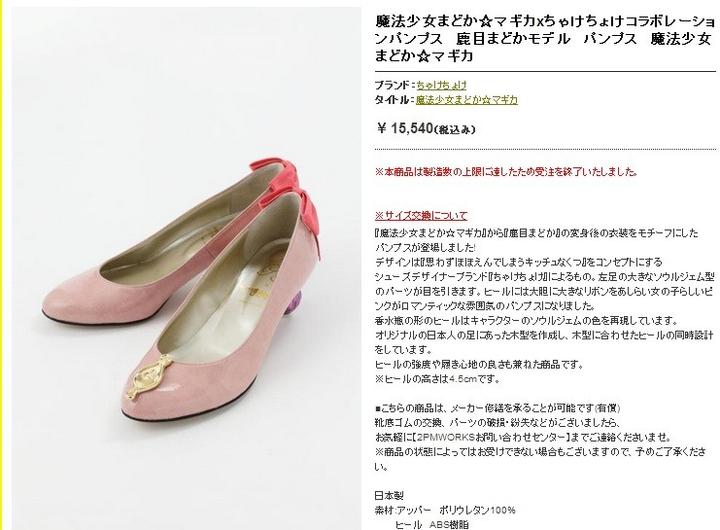 魔法少女まどか☆マギカxちゃけちょけコラボレーショ
ンパンプス　鹿目まどかモデル　パンプス　魔法少女
まどか☆マギカ
ブランド：ちゃけちょけ
タイトル：魔法少女まどか☆マギカ
￥ 15,540(税込み)
※本商品は製造数の上限に達したため受注を終了いたしました。
※サイズ交換について
『魔法少女まどか☆マギカ』から『鹿目まどか』の変身後の衣装をモチーフにした
パンプスが登場しました!
デザインは『思わずほほえんでしまうキッチュなくつ』をコンセプトにする
シューズデザイナーブランド『ちゃけちょけ』によるもの。左足の大きなソウルジェム型
のパーツが目を引きます。ヒールには大胆に大きなリボンをあしらい女の子らしいピ
ンクがロマンティックな雰囲気のパンプスになりました。
香水瓶の形のヒールはキャラクターのソウルジェムの色を再現しています。
オリジナルの日本人の足にあった木型を作成し、木型に合わせたヒールの同時設計
をしています。
ヒールの強度や履き心地の良さも兼ねた商品です。
※ヒールの高さは4.5cmです。
■こちらの商品は、メーカー修繕を承ることが可能です(有償)
靴底ゴムの交換、パーツの破損・紛失などがございましたら、
お気軽に【2PMWORKSお問い合わせセンター】までご連絡くださいませ。
※商品の状態によってはお受けできない場合もございますので、予めご了承くださ
い。
日本製
素材:アッパー　ポリウレタン100%
ヒール　ABS樹脂